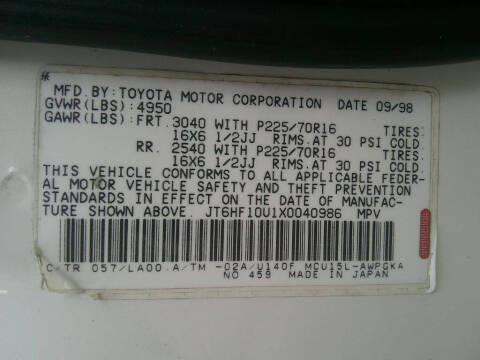 MFD.BY:TOYOTA MOTOR CORPORATION DATE 09/98
GVWR(LBS):4950
GAWR(LBS):FRT.3040 WITH P225/70R16 TIRES:
16X6 1/2JJ RIMS.AT 30 PSI COLD.
RR. 2540 WITH P225/70R16 TIRES:
16X6 1/2JJ RIMS.AT 30 PSI COLD.
THIS VEHICLE CONFORMS TO ALL APPLICABLE FEDER-
AL MOTOR VEHICLE SAFETY AND THEFT PREVENTION
STANDARDS IN EFFECT ON THE DATE OF MANUFAC-
TURE SHOWN ABOVE. JT6HF10U1X0040986 MPV
C/TR 057/LA00 A/TM -02A/U140F MCU15L-AWPGKA
NO 459 MADE IN JAPAN